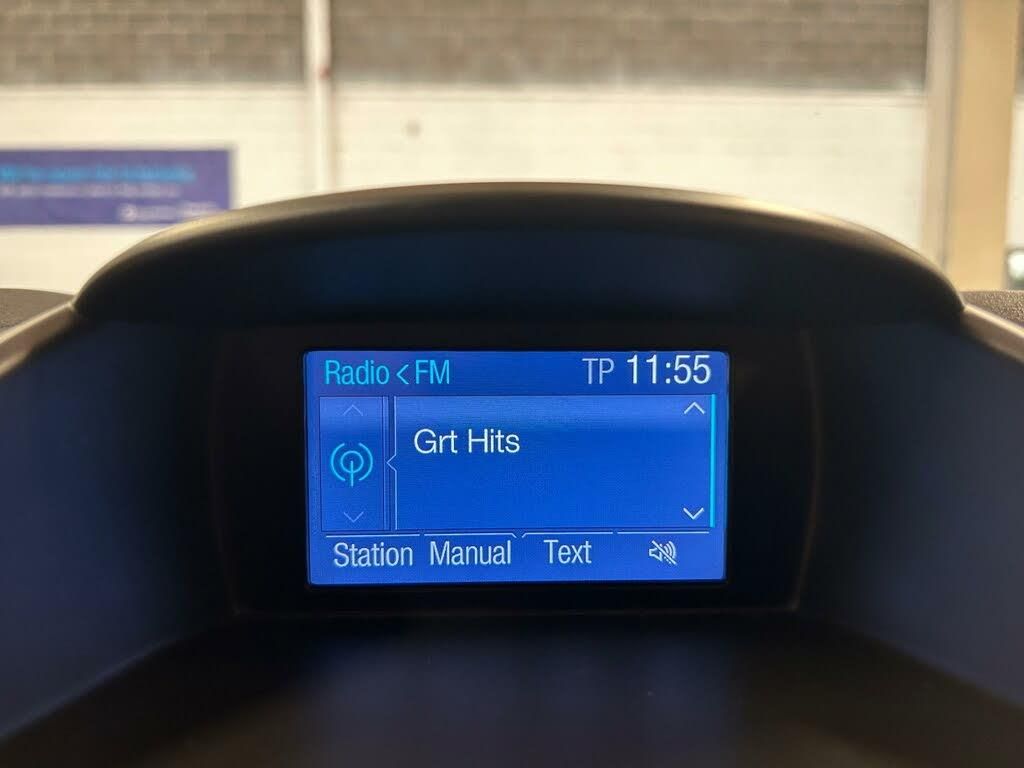 Radio < FM TP 11:55
Grt Hits
Station Manual Text